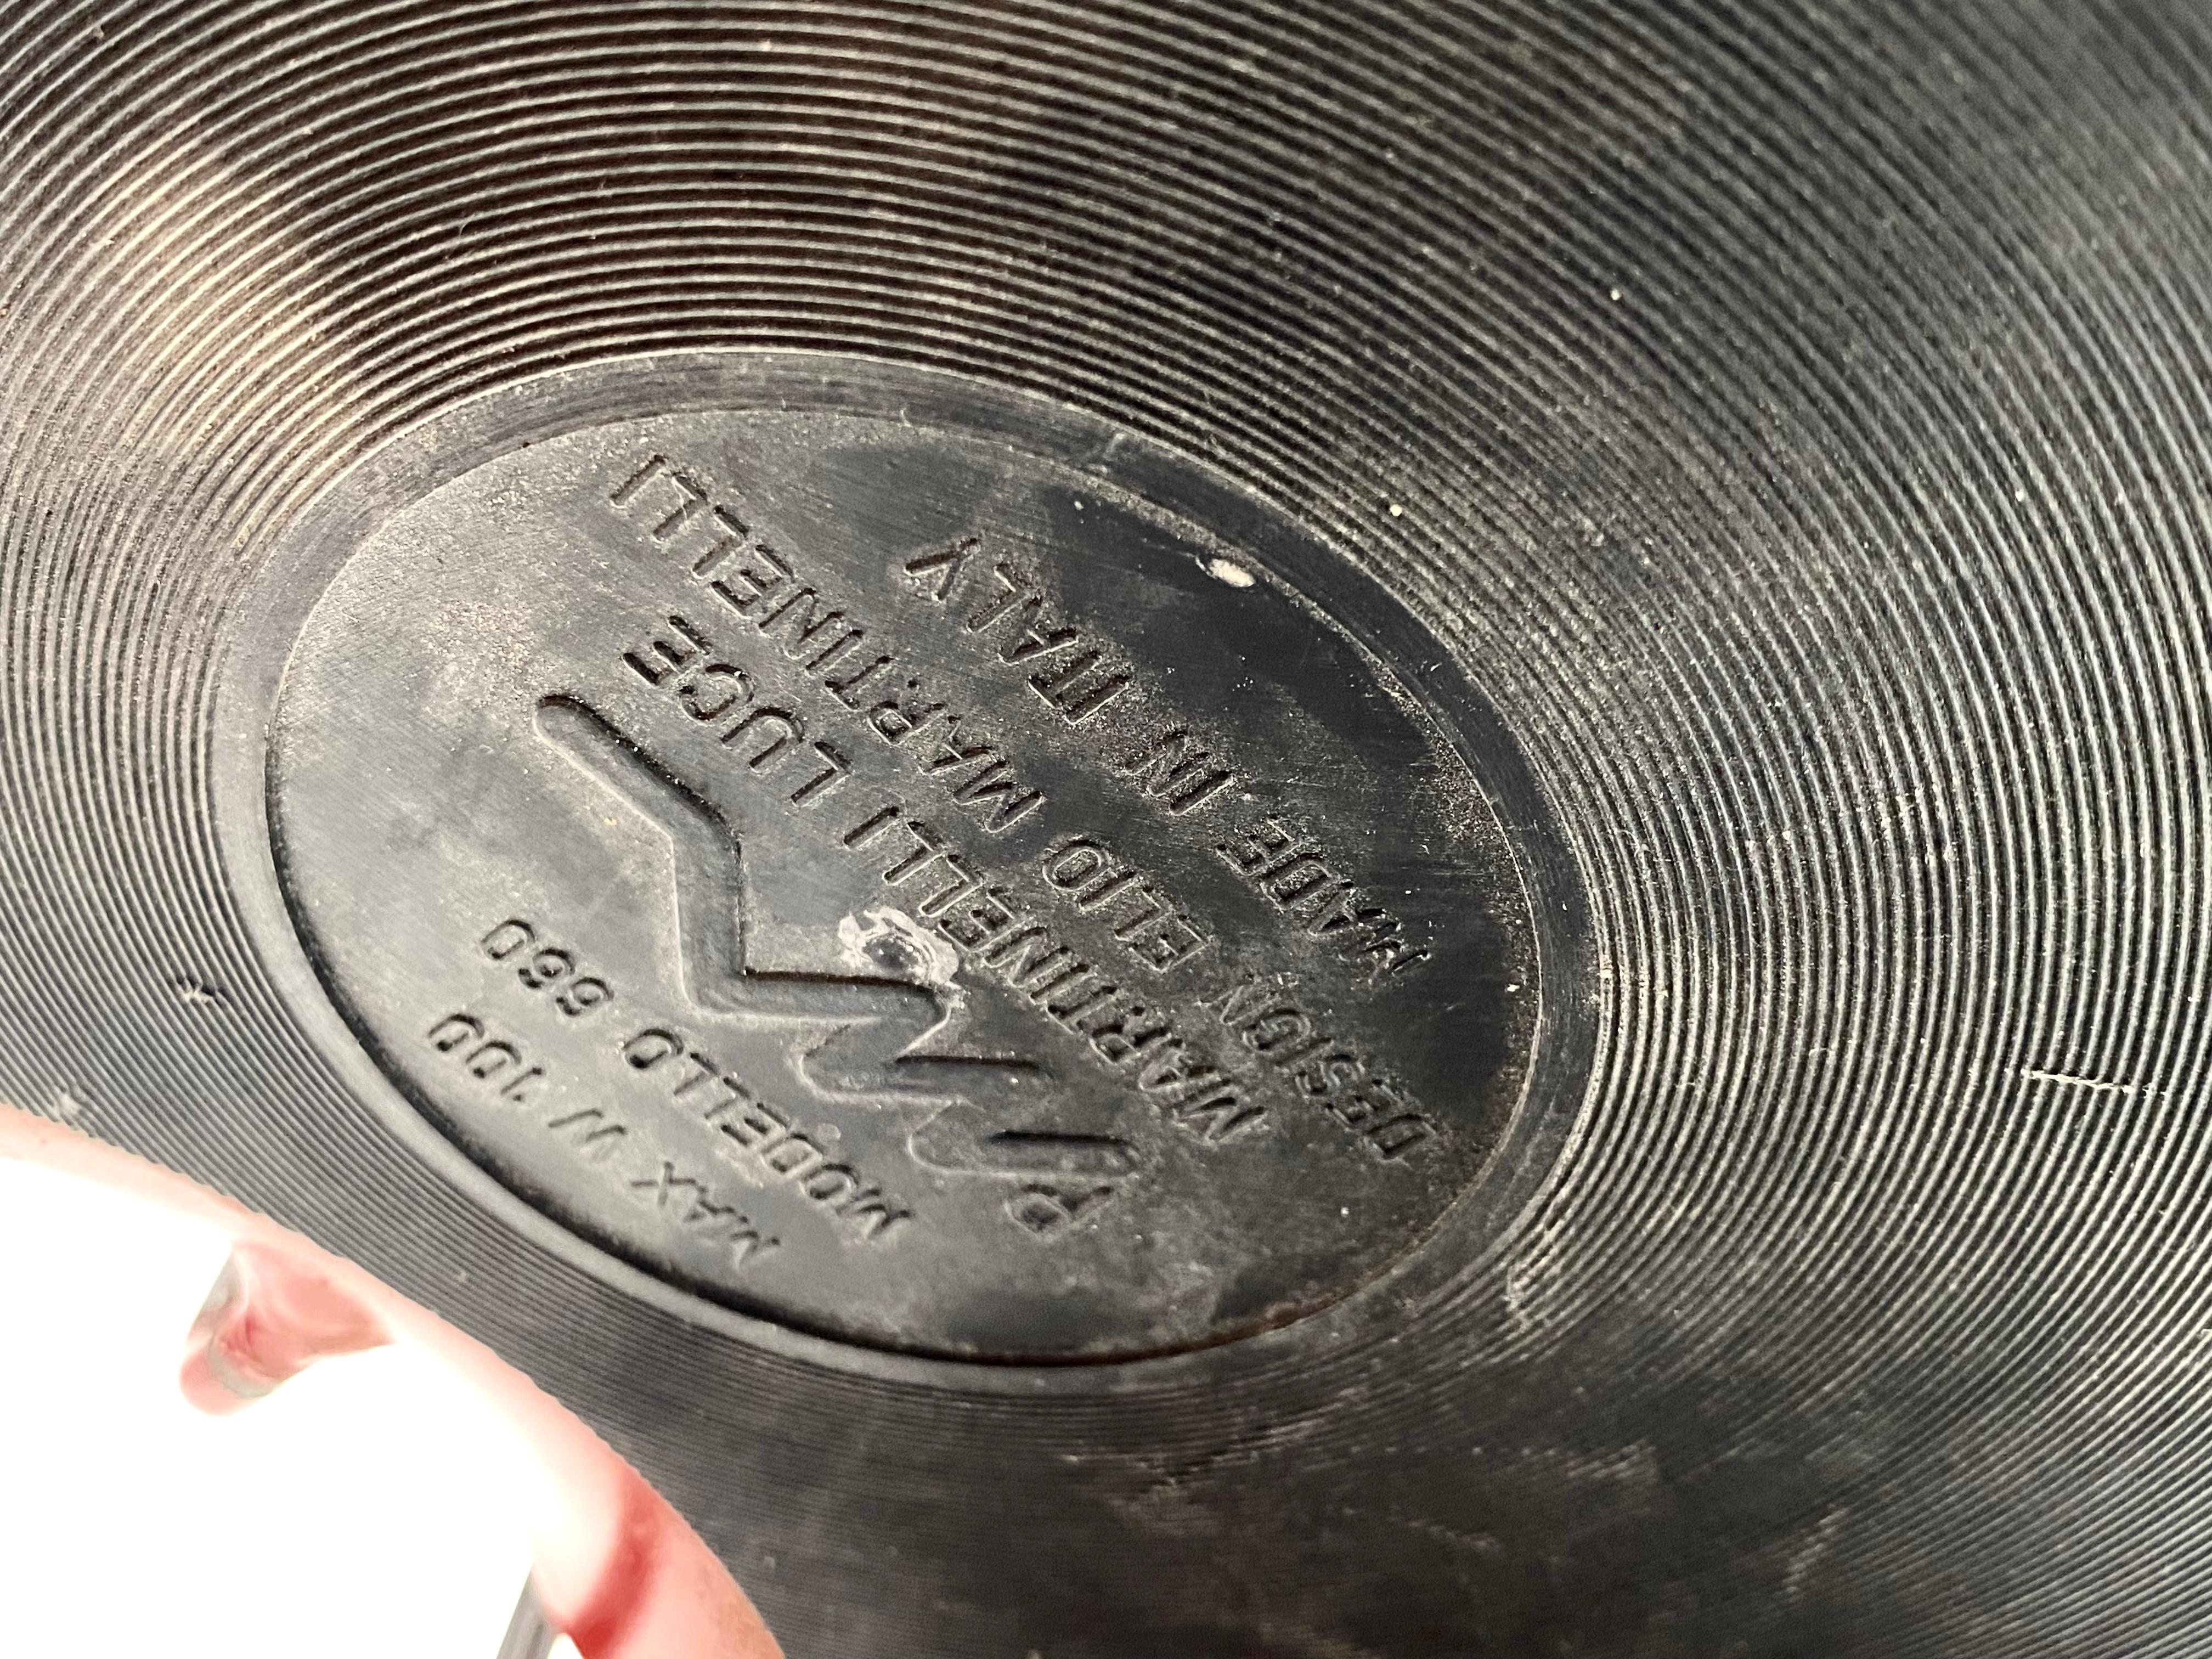 MAX W 100
MODELLO 660
R
MARTINELLI LUCE
DESIGN ELIO MARTINELLI
MADE IN ITALY